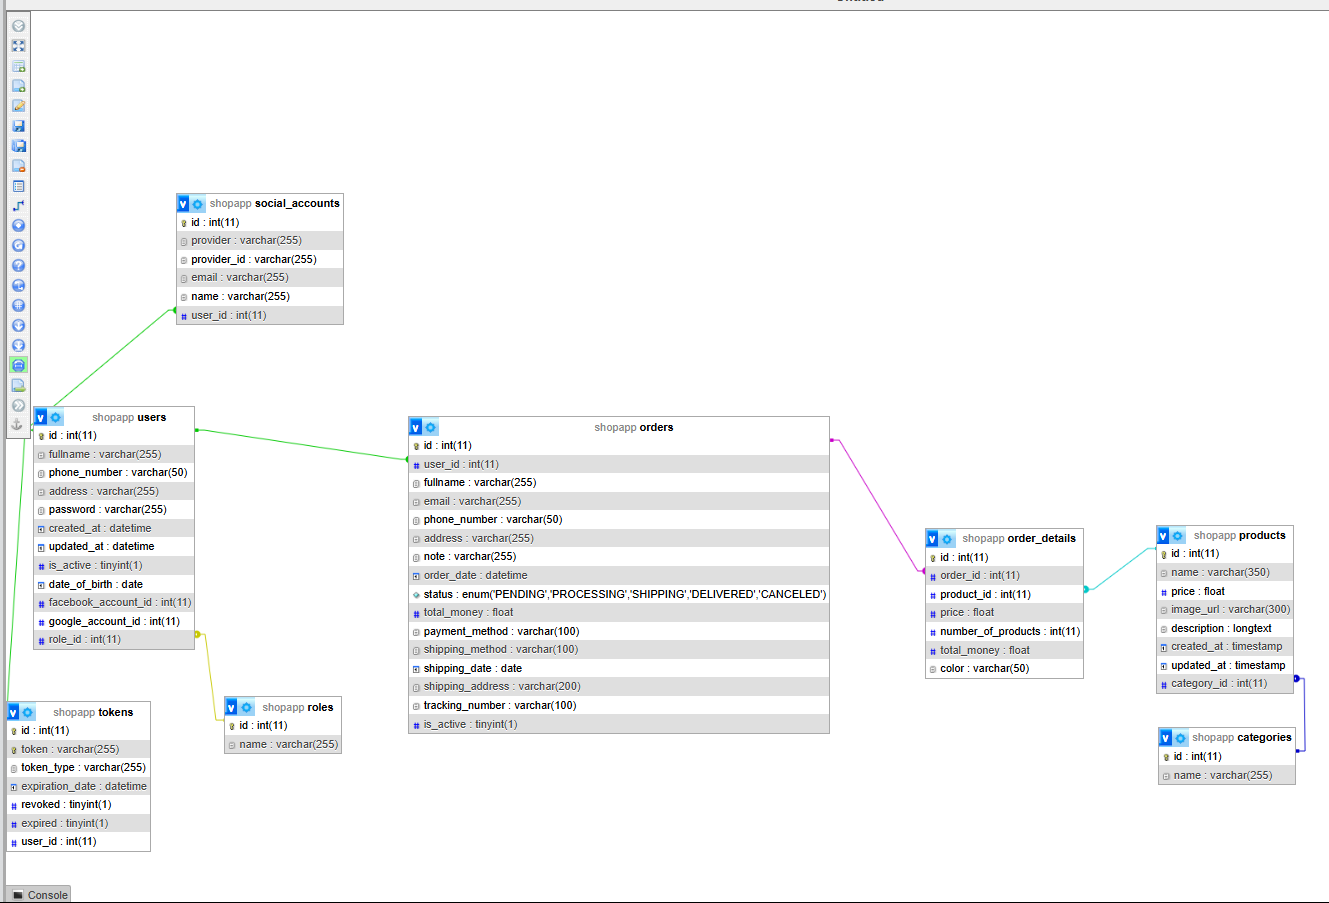 shopapp social_accounts
id : int(11)
provider : varchar(255)
provider_id : varchar(255)
email : varchar(255)
name : varchar(255)
user_id : int(11)
shopapp users
id : int(11)
fullname : varchar(255)
phone_number : varchar(50)
address : varchar(255)
password : varchar(255)
created_at : datetime
updated_at : datetime
is_active : tinyint(1)
date_of_birth : date
facebook_account_id : int(11)
google_account_id : int(11)
role_id : int(11)
shopapp orders
id : int(11)
user_id : int(11)
fullname : varchar(255)
email : varchar(255)
phone_number : varchar(50)
address : varchar(255)
note : varchar(255)
order_date : datetime
status : enum('PENDING','PROCESSING','SHIPPING','DELIVERED','CANCELED')
total_money : float
payment_method : varchar(100)
shipping_method : varchar(100)
shipping_date : date
shipping_address : varchar(200)
tracking_number : varchar(100)
is_active : tinyint(1)
shopapp order_details
id : int(11)
order_id : int(11)
product_id : int(11)
price : float
number_of_products : int(11)
total_money : float
color : varchar(50)
shopapp products
id : int(11)
name : varchar(350)
price : float
image_url : varchar(300)
description : longtext
created_at : timestamp
updated_at : timestamp
category_id : int(11)
shopapp tokens
id : int(11)
token : varchar(255)
token_type : varchar(255)
expiration_date : datetime
revoked : tinyint(1)
expired : tinyint(1)
user_id : int(11)
shopapp roles
id : int(11)
name : varchar(255)
shopapp categories
id : int(11)
name : varchar(255)
Console